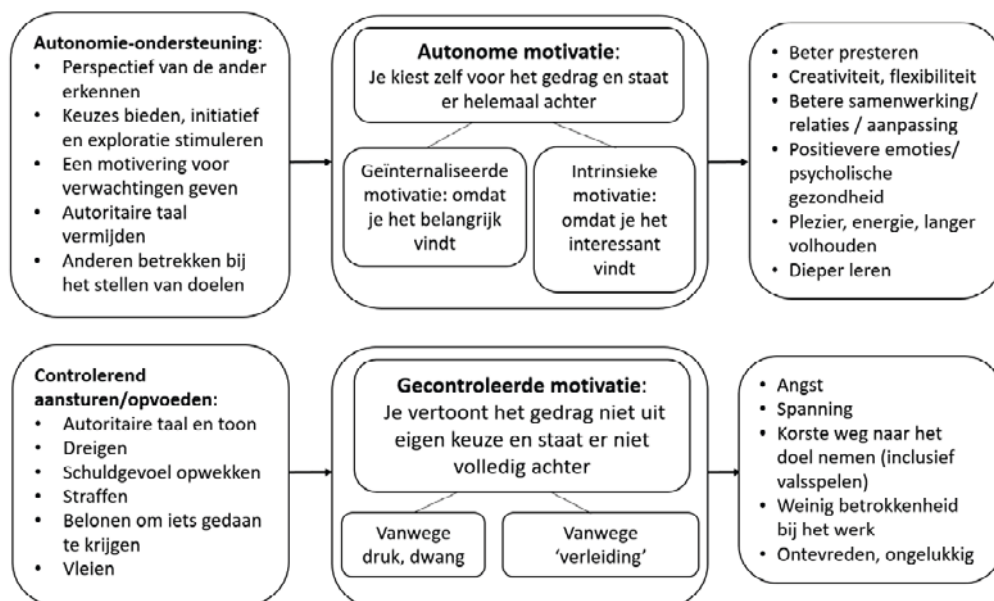 Autonomie-ondersteuning:
• Perspectief van de ander
erkennen
• Keuzes bieden, initiatief
en exploratie stimuleren
• Een motivering voor
verwachtingen geven
• Autoritaire taal
vermijden
• Anderen betrekken bij
het stellen van doelen
Autonome motivatie:
Je kiest zelf voor het gedrag en staat
er helemaal achter
Geïnternaliseerde
motivatie: omdat
je het belangrijk
vindt
Intrinsieke
motivatie:
omdat je het
interessant
vindt
• Beter presteren
• Creativiteit, flexibiliteit
• Betere samenwerking/
relaties / aanpassing
• Positievere emoties/
psycholische
gezondheid
• Plezier, energie, langer
volhouden
• Dieper leren
Controlerend
aansturen/opvoeden:
• Autoritaire taal en toon
• Dreigen
• Schuldgevoel opwekken
• Straffen
• Belonen om iets gedaan
te krijgen
• Vleien
Gecontroleerde motivatie:
Je vertoont het gedrag niet uit
eigen keuze en staat er niet
volledig achter
Vanwege
druk, dwang
Vanwege
‘verleiding’
• Angst
• Spanning
• Korste weg naar het
doel nemen (inclusief
valsspelen)
• Weinig betrokkenheid
bij het werk
• Ontevreden, ongelukkig